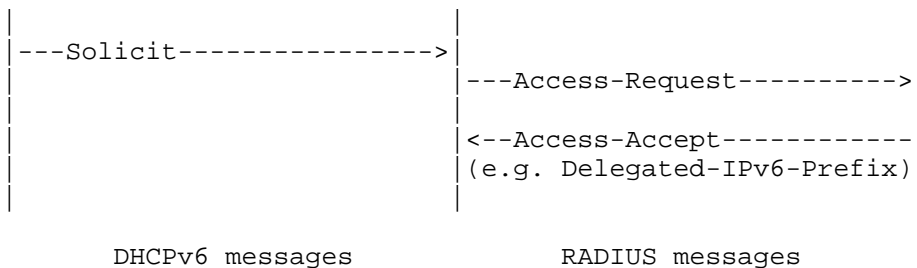 ---Solicit--------------->
---Access-Request---------->
<--Access-Accept------------
(e.g. Delegated-IPv6-Prefix)
DHCPv6 messages RADIUS messages